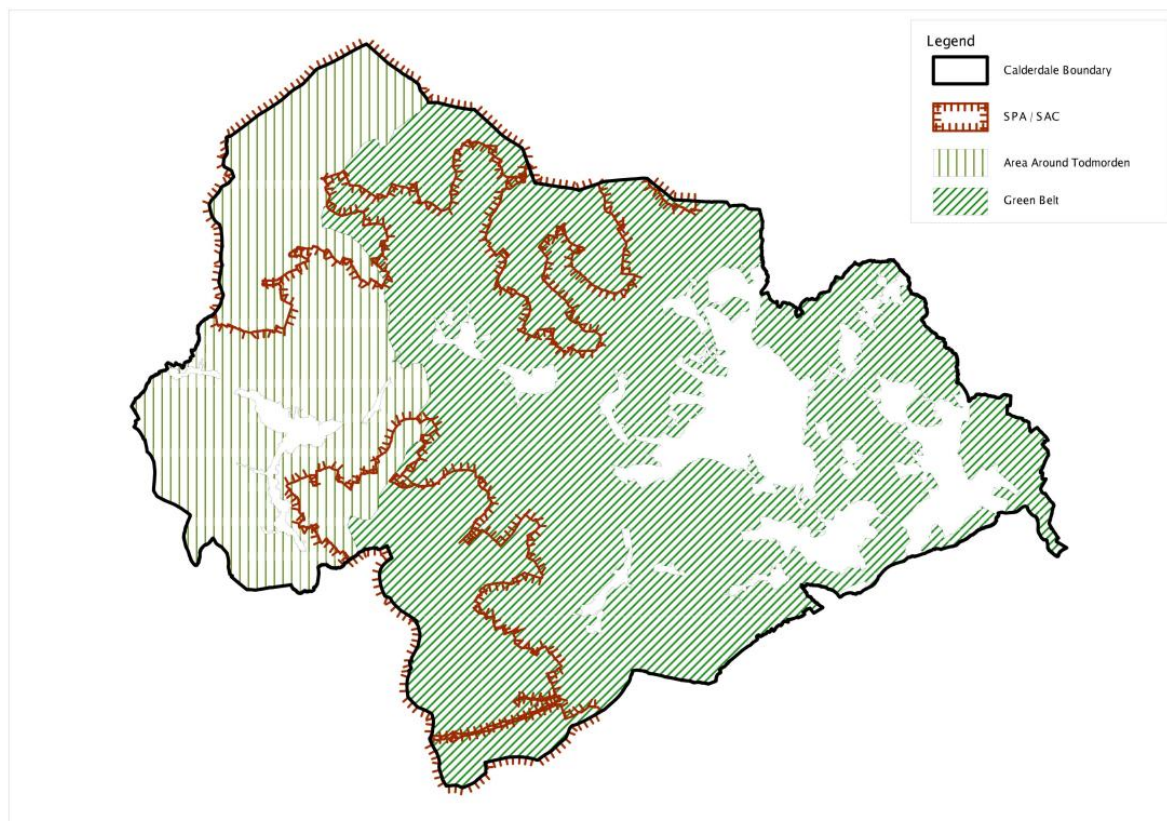 Legend
Calderdale Boundary
SPA / SAC
Area Around Todmorden
Green Belt